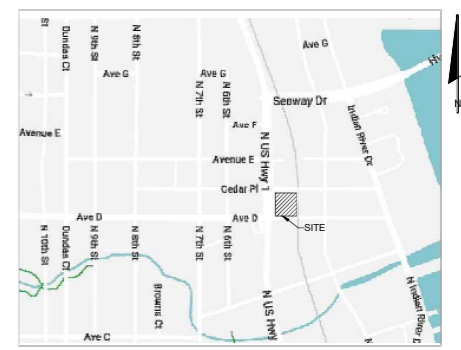 St
Dundas Ct
N 9th St
N 8th St
Ave G
Ave G
Ave G
N 7th St
N 6th St
Seeway Dr
Indian River Dr
Ave F
Avenue E
Avenue E
N US Hwy 1
Cedar Pl
Ave D
Ave D
SITE
N 10th St
Dundas Ct
N 9th St
N 8th St
N 7th St
N 6th St
Browns Ct
N US Hwy
N Indian River D
Ave C
Ave C
N